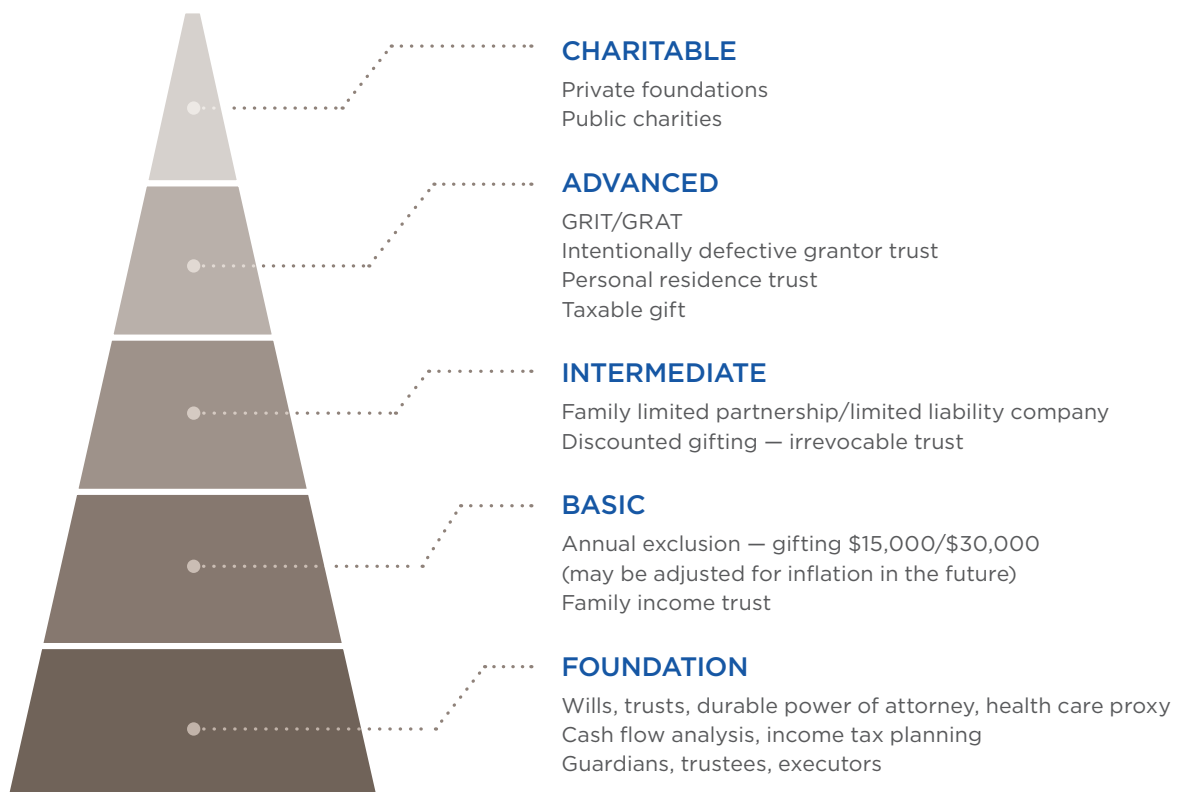 CHARITABLE
Private foundations
Public charities
ADVANCED
GRIT/GRAT
Intentionally defective grantor trust
Personal residence trust
Taxable gift
INTERMEDIATE
Family limited partnership/limited liability company
Discounted gifting — irrevocable trust
BASIC
Annual exclusion — gifting $15,000/$30,000
(may be adjusted for inflation in the future)
Family income trust
FOUNDATION
Wills, trusts, durable power of attorney, health care proxy
Cash flow analysis, income tax planning
Guardians, trustees, executors